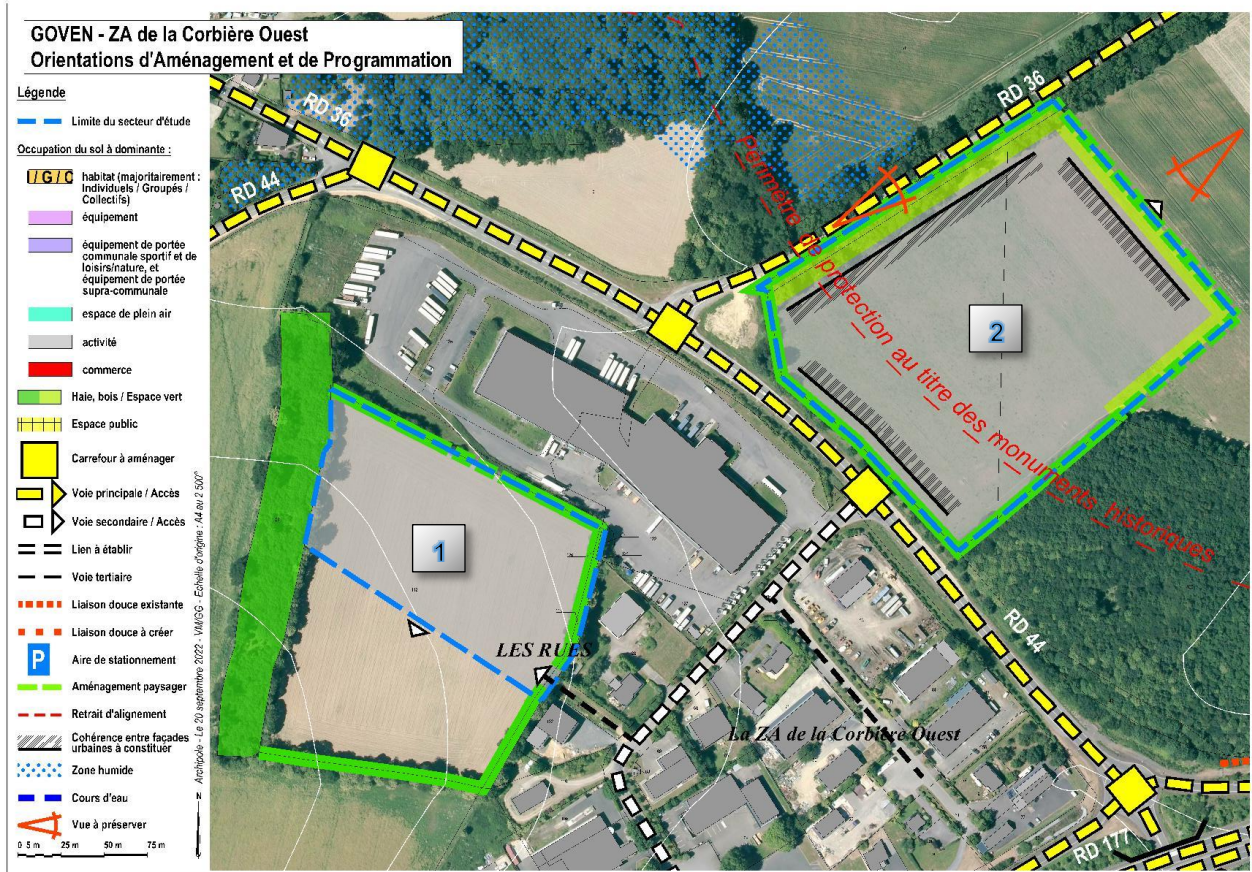 GOVEN - ZA de la Corbière Ouest
Orientations d'Aménagement et de Programmation
Légende
Limite du secteur d'étude
Occupation du sol à dominante :
I / G / C
habitat (majoritairement :
Individuels / Groupés /
Collectifs)
équipement
équipement de portée
communale sportif et de
loisirs/nature, et
équipement de portée
supra-communale
espace de plein air
activité
commerce
Haie, bois / Espace vert
Espace public
Carrefour à aménager
Voie principale / Accès
Voie secondaire / Accès
Lien à établir
Voie tertiaire
Liaison douce existante
Liaison douce à créer
P
Aire de stationnement
Aménagement paysager
Retrait d'alignement
Cohérence entre façades
urbaines à constituer
Zone humide
Cours d'eau
Vue à préserver
0 5 m 25 m 50 m 75 m
N
Archipole - Le 20 septembre 2022 - VM/GG - Echelle d'origine : A4 au 2 500°
RD 36
RD 44
RD 36
Périmètre de protection au titre des monuments historiques
1
2
LES RUES
La ZA de la Corbière Ouest
RD 44
RD 177